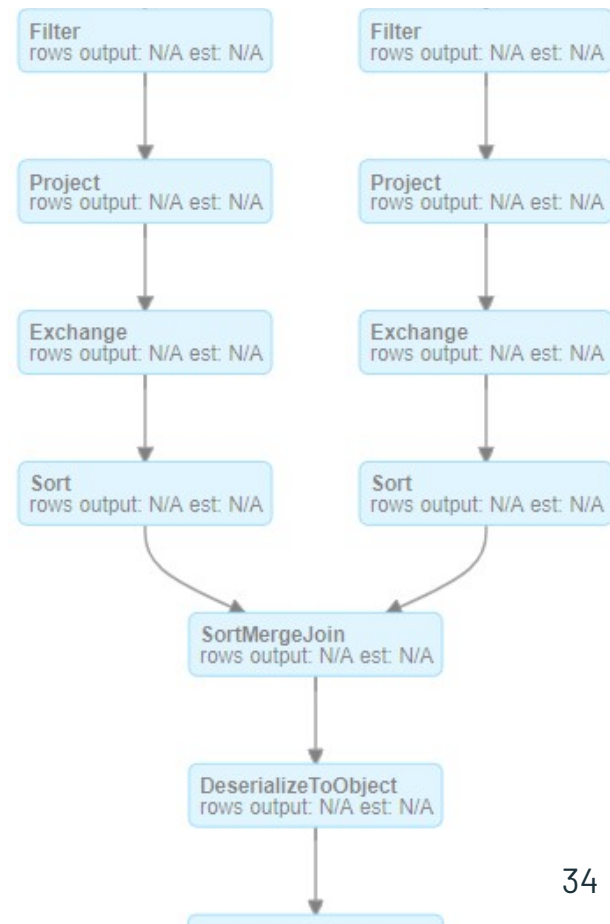 Filter
rows output: N/A est: N/A
Filter
rows output: N/A est: N/A
Project
rows output: N/A est: N/A
Project
rows output: N/A est: N/A
Exchange
rows output: N/A est: N/A
Exchange
rows output: N/A est: N/A
Sort
rows output: N/A est: N/A
Sort
rows output: N/A est: N/A
SortMergeJoin
rows output: N/A est: N/A
DeserializeToObject
rows output: N/A est: N/A
34